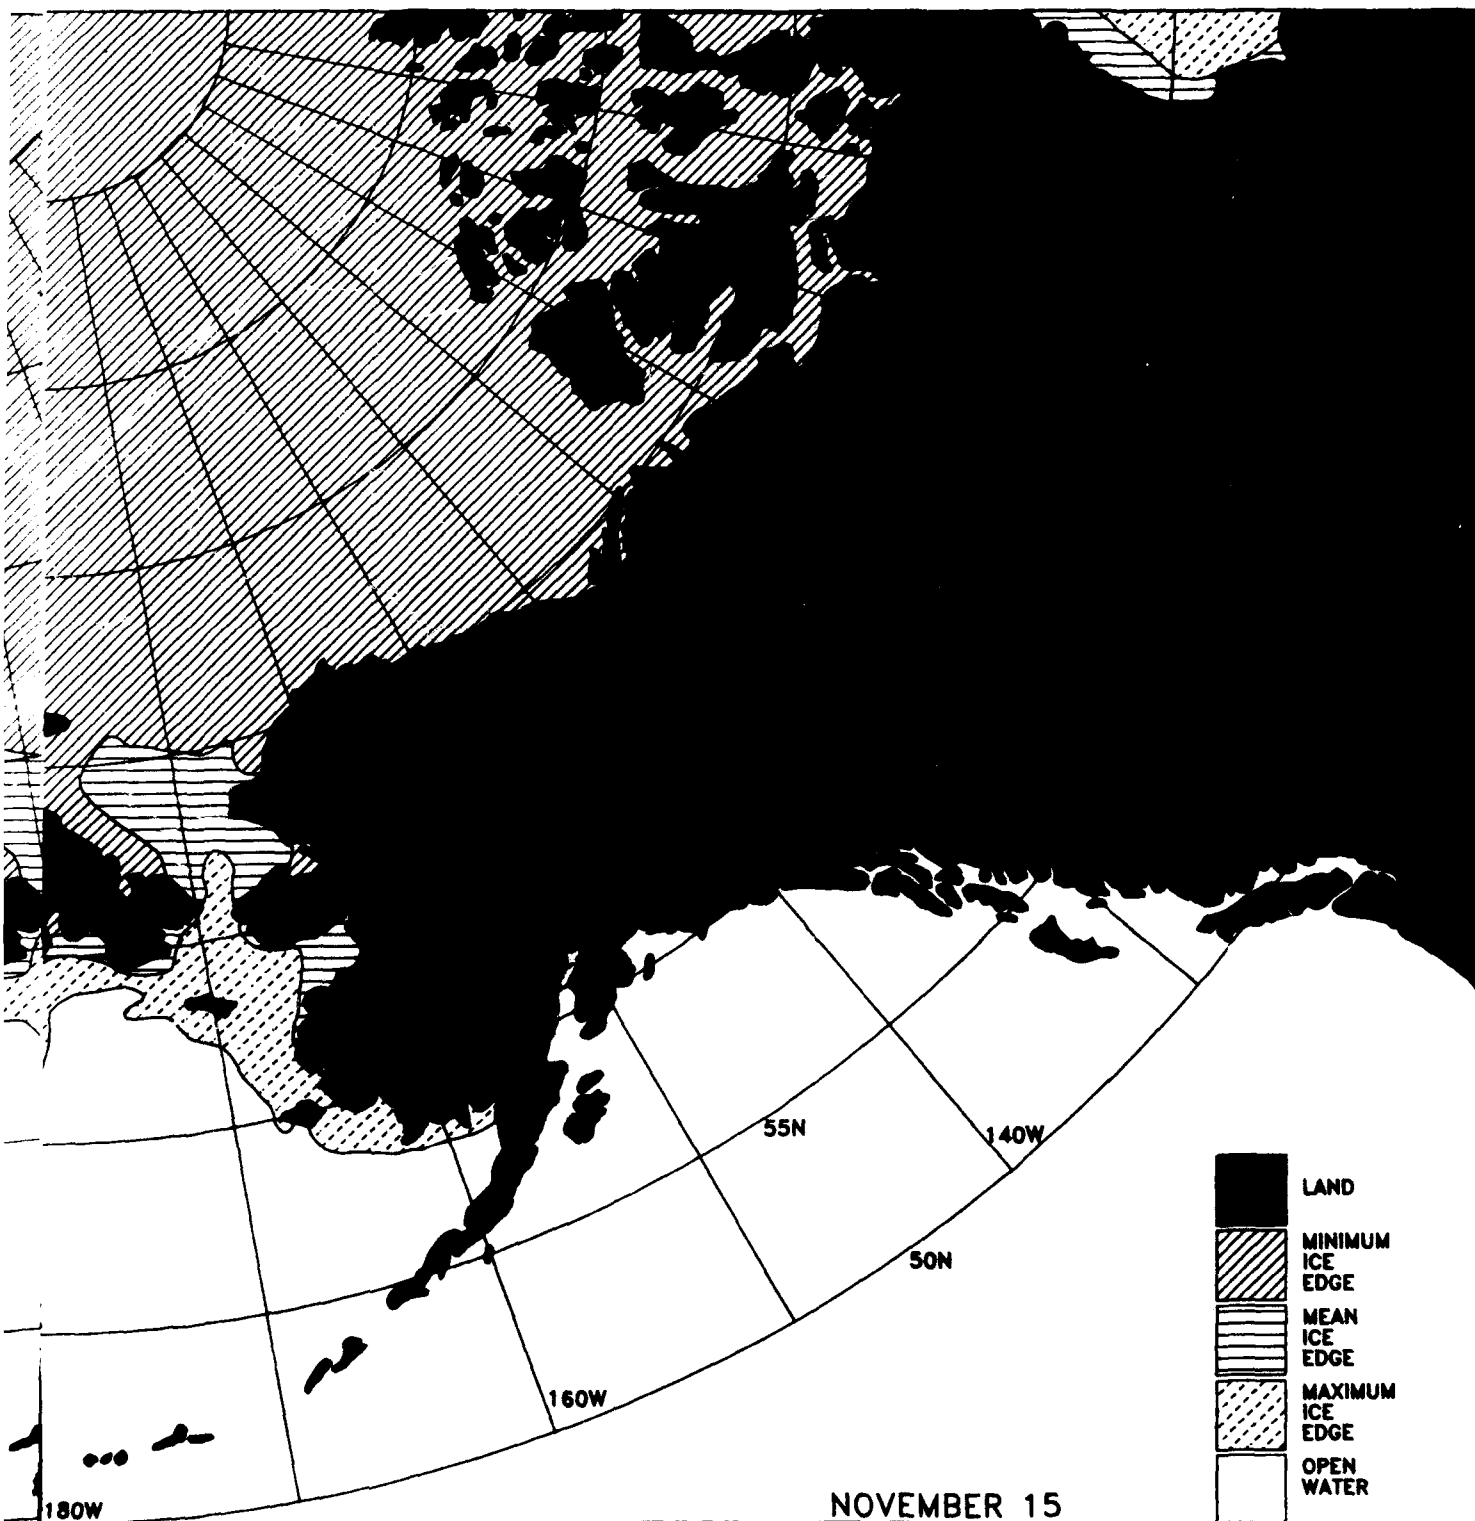 55N
140W
50N
160W
180W
NOVEMBER 15
LAND
MINIMUM
ICE
EDGE
MEAN
ICE
EDGE
MAXIMUM
ICE
EDGE
OPEN
WATER